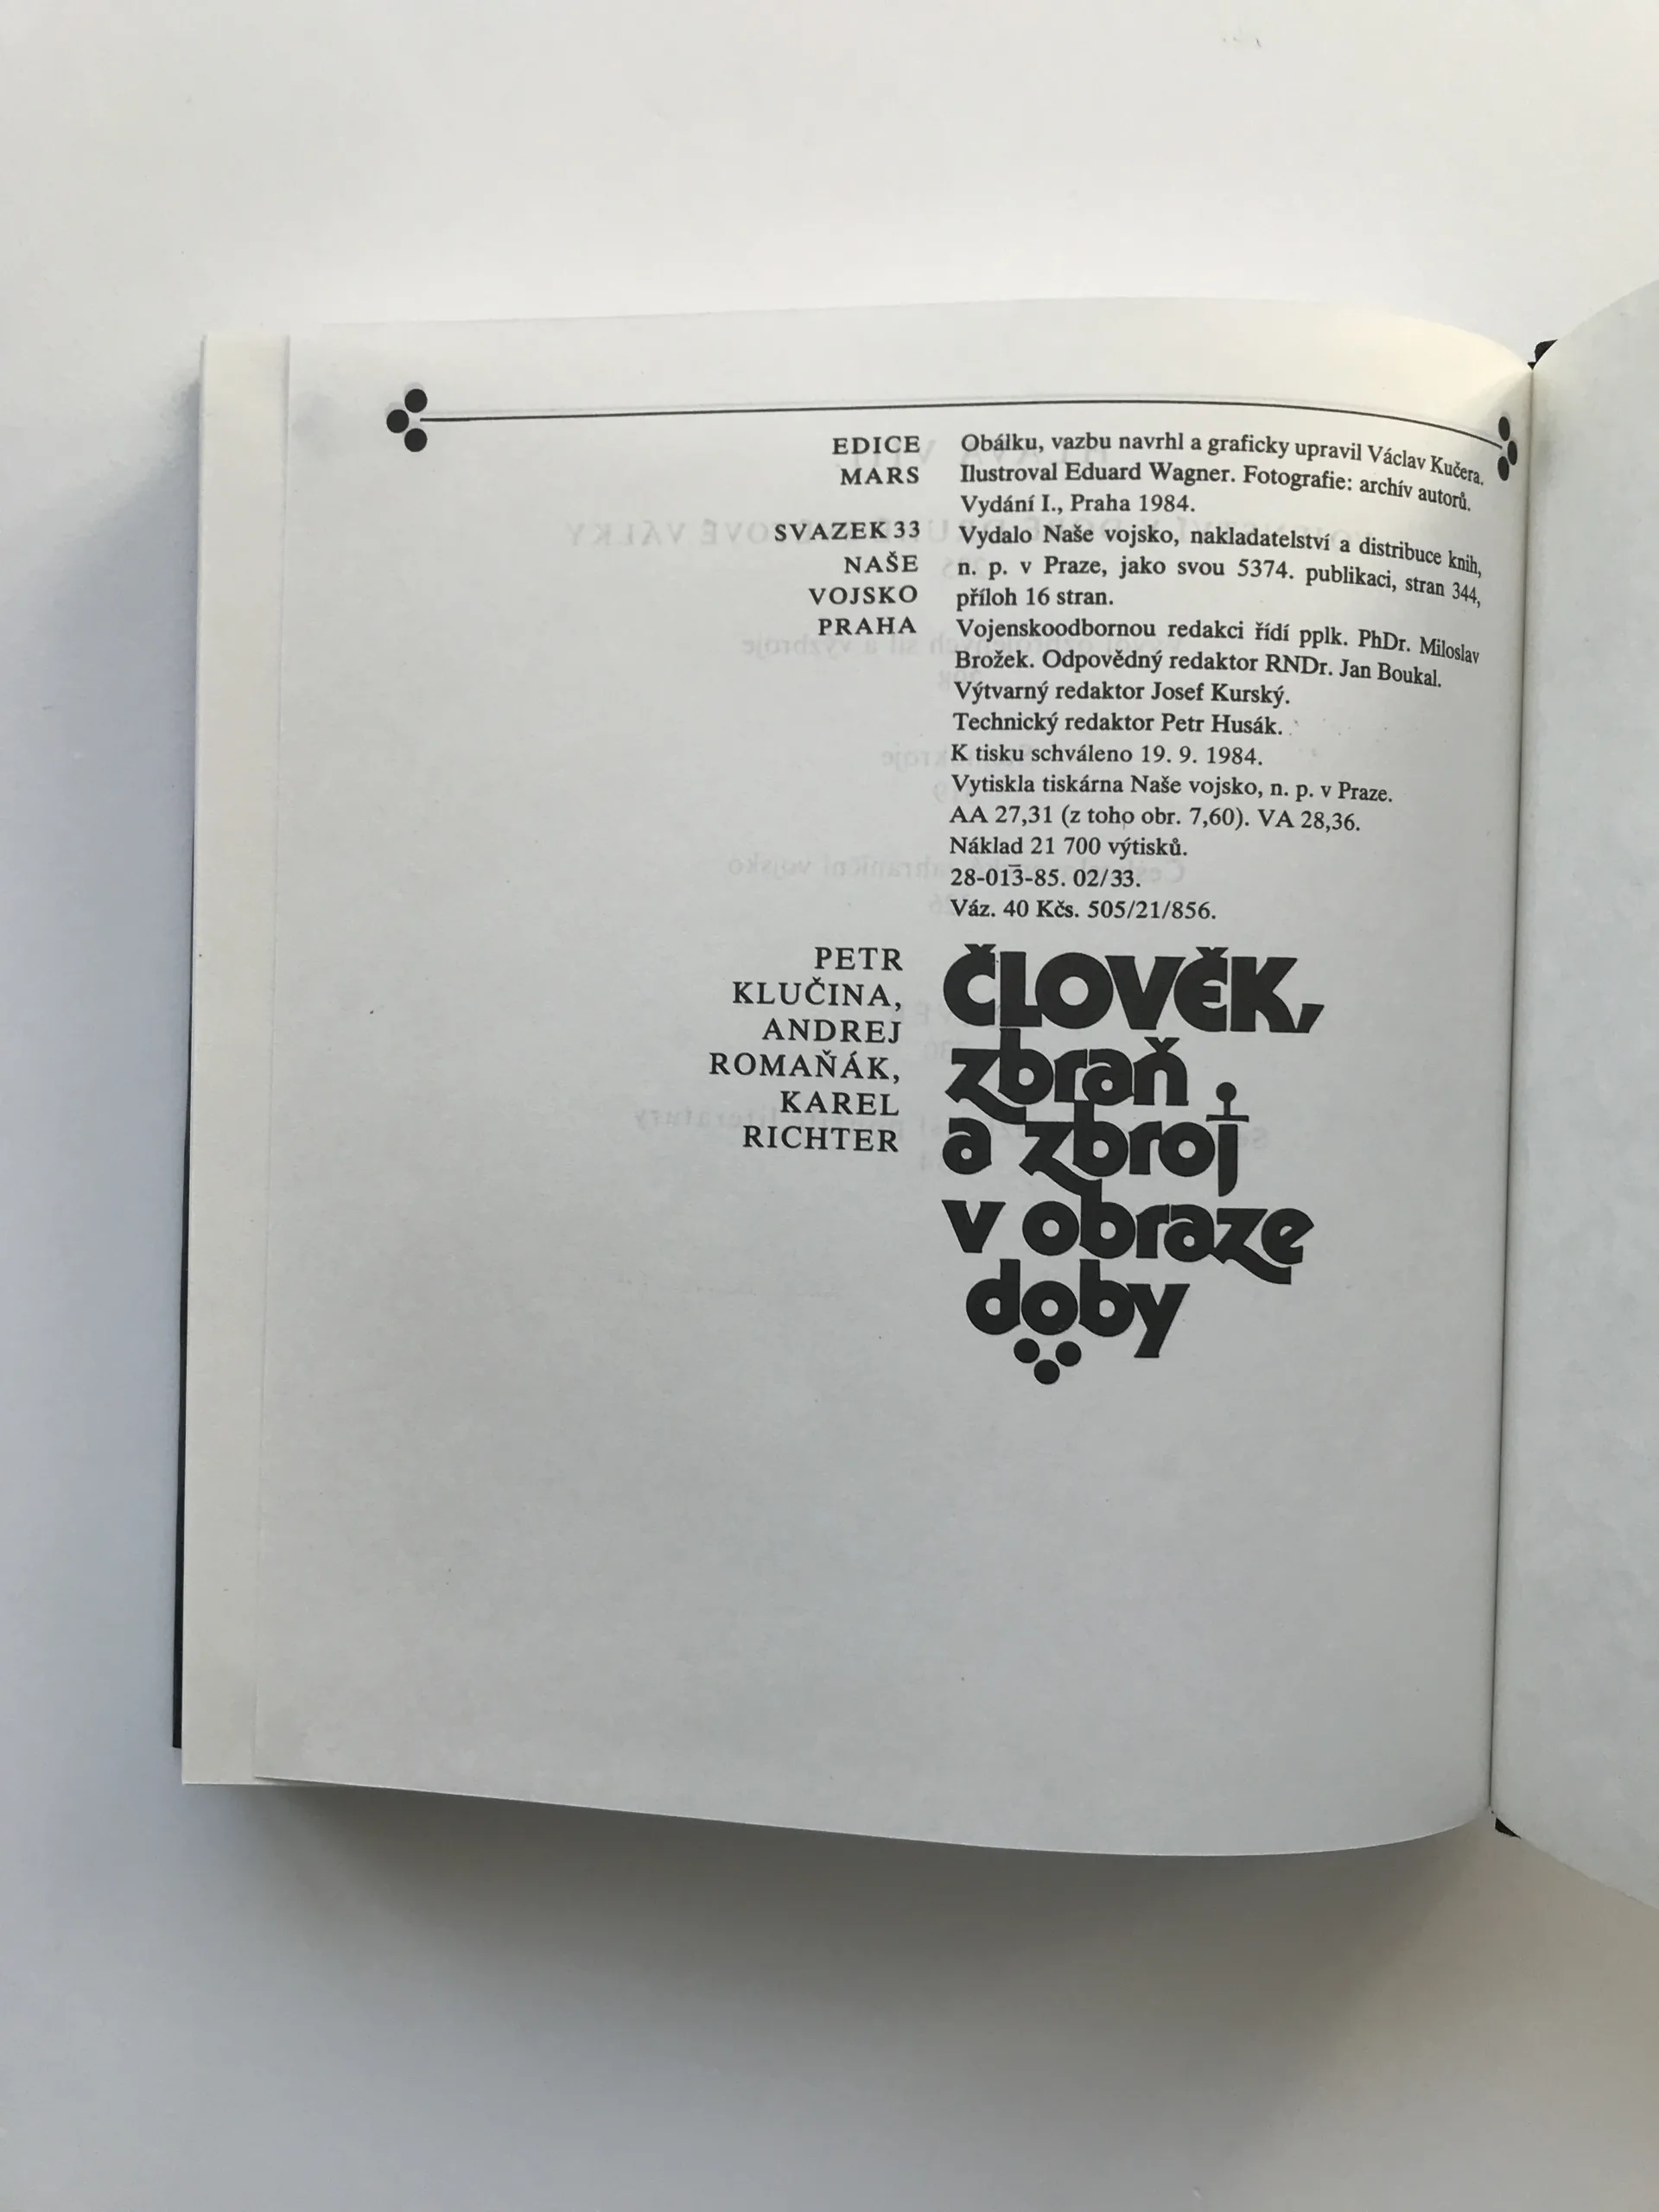 EDICE
MARS
SVAZEK 33
NAŠE
VOJSKO
PRAHA
Obálku, vazbu navrhl a graficky upravil Václav Kučera.
Ilustroval Eduard Wagner. Fotografie: archív autorů.
Vydání I., Praha 1984.
Vydalo Naše vojsko, nakladatelství a distribuce knih,
n. p. v Praze, jako svou 5374. publikaci, stran 344,
příloh 16 stran.
Vojenskoodbornou redakci řídí pplk. PhDr. Miloslav
Brožek. Odpovědný redaktor RNDr. Jan Boukal.
Výtvarný redaktor Josef Kurský.
Technický redaktor Petr Husák.
K tisku schváleno 19. 9. 1984.
Vytiskla tiskárna Naše vojsko, n. p. v Praze.
AA 27,31 (z toho obr. 7,60). VA 28,36.
Náklad 21 700 výtisků.
28-013-85. 02/33.
Váz. 40 Kčs. 505/21/856.
PETR
KLUČINA,
ANDREJ
ROMAŇÁK,
KAREL
RICHTER
ČLOVĚK,
zbraň
a zbroj
v obraze
doby